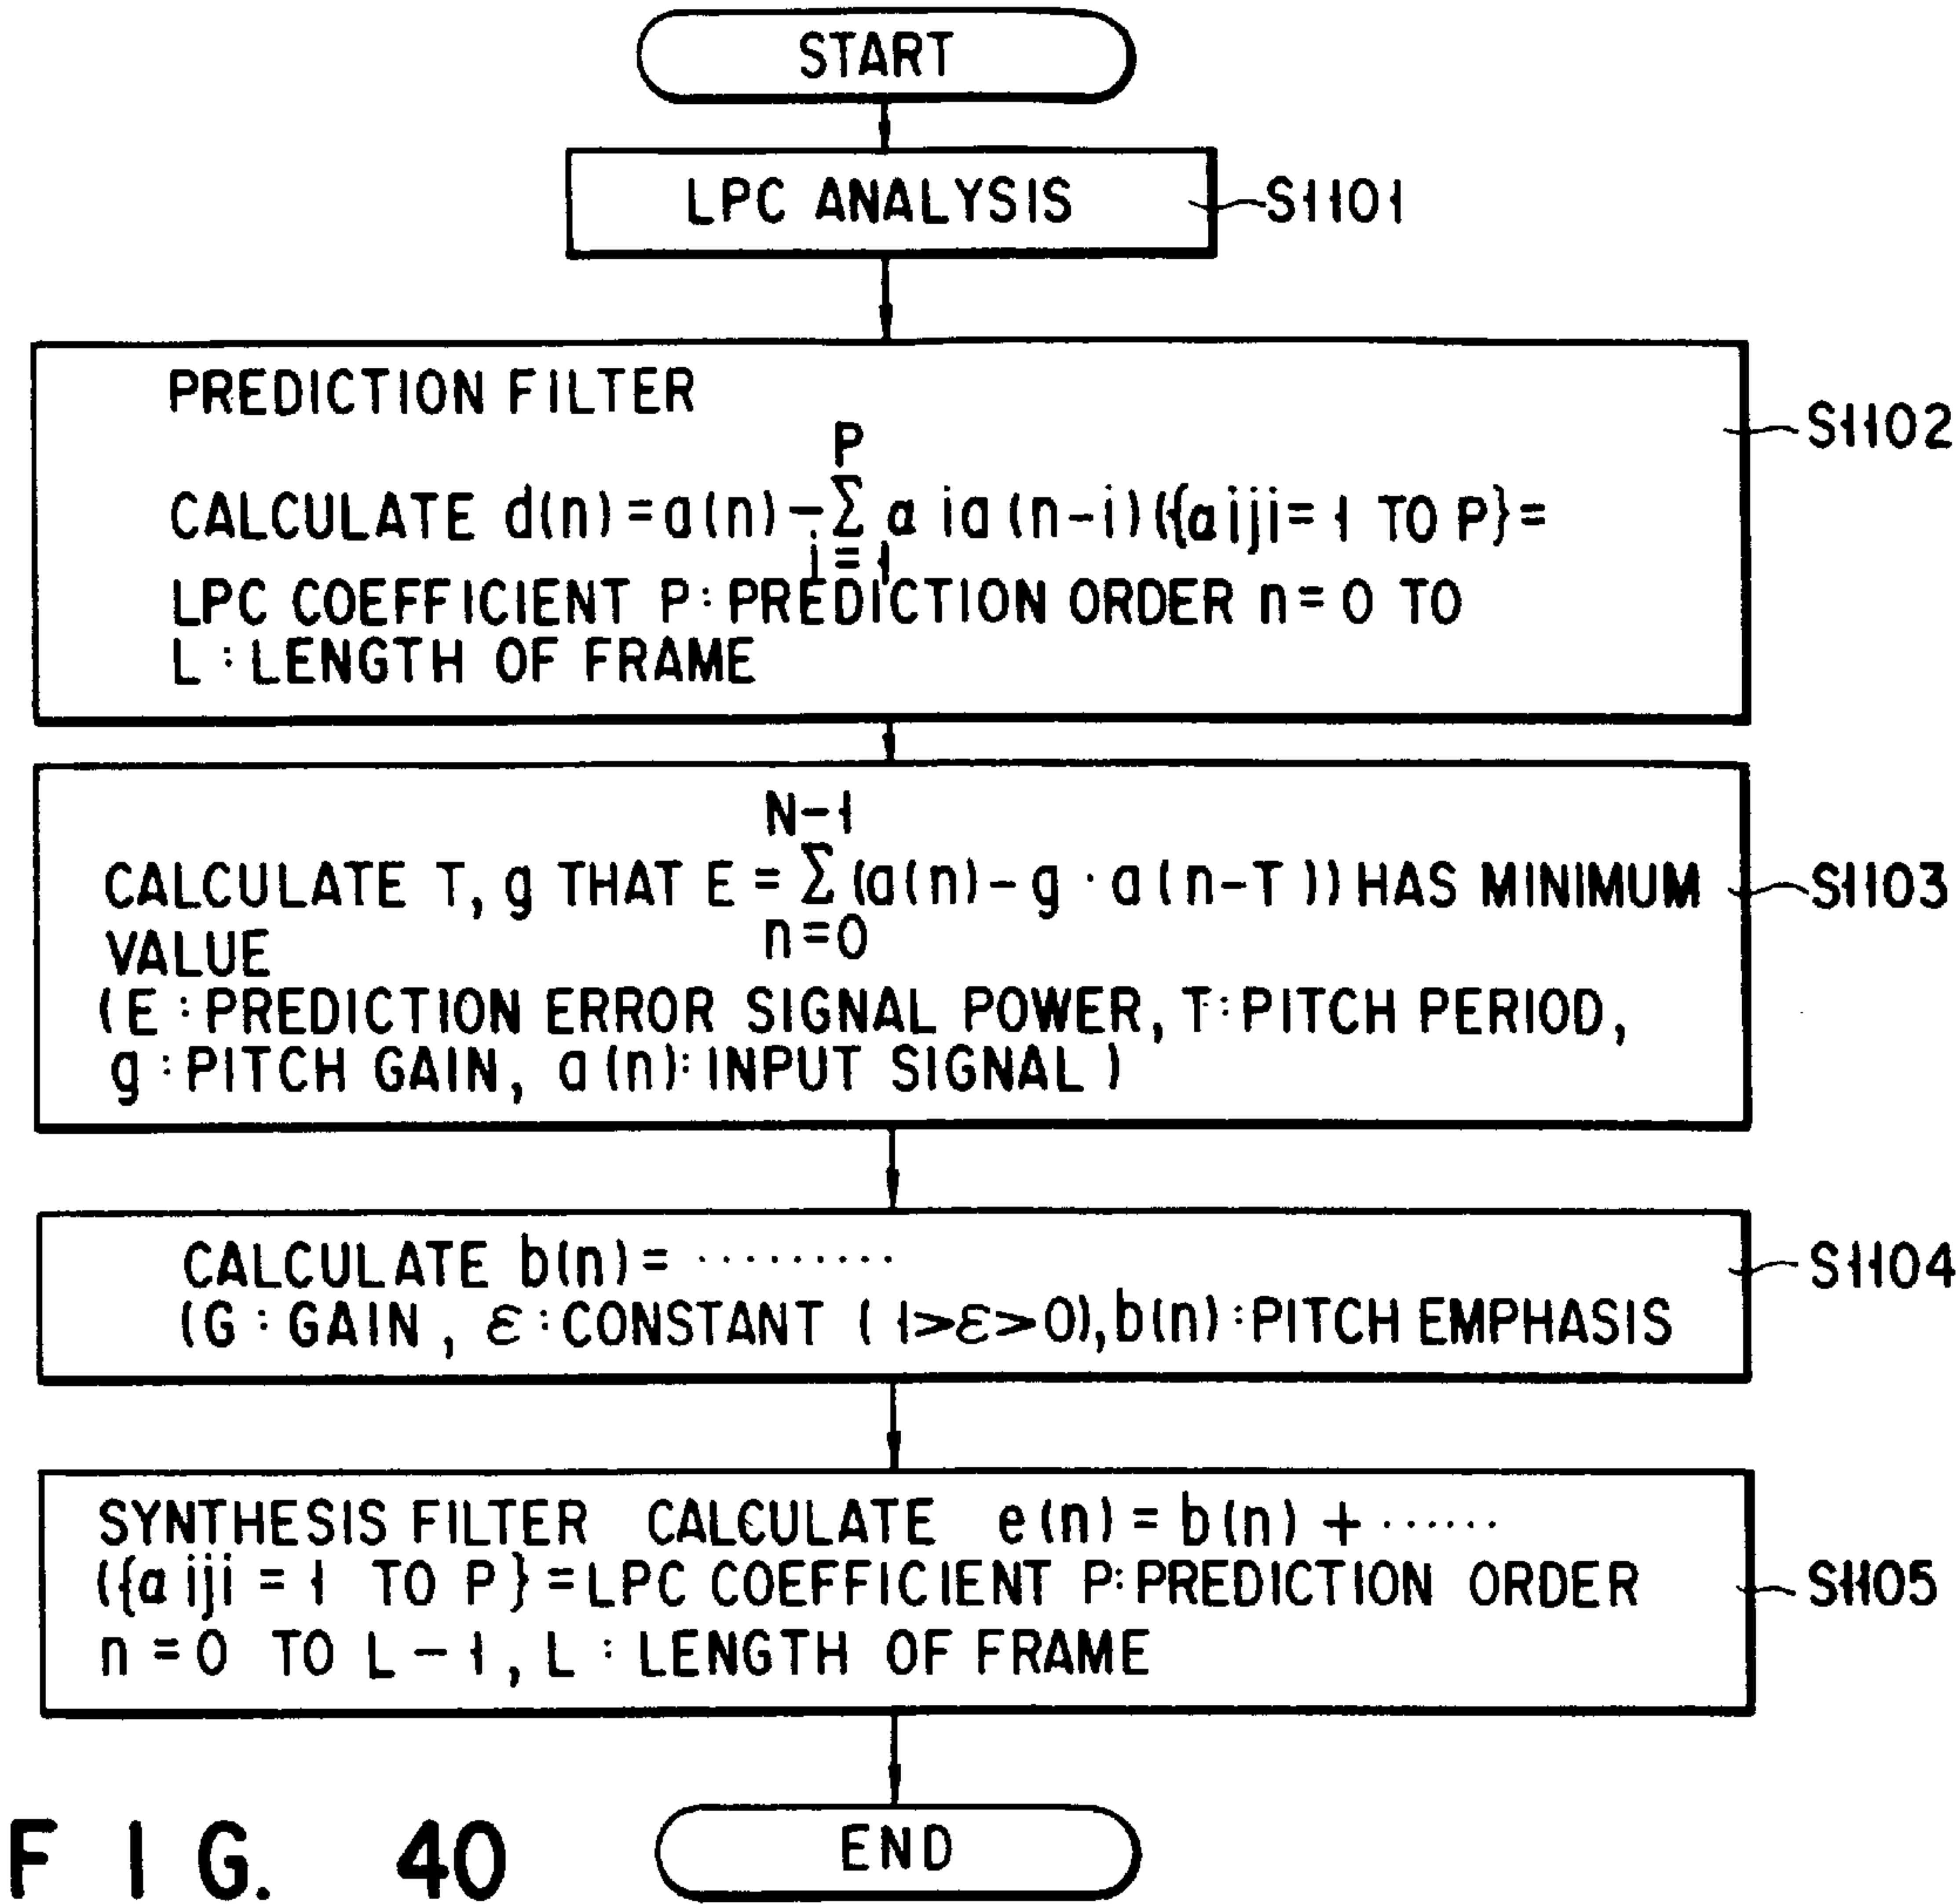 START
LPC ANALYSIS
S1101
PREDICTION FILTER
S1102
P
CALCULATE d(n)=a(n)-Σ α ia(n-i)({αiji=1 TO P}=
i=1
LPC COEFFICIENT P:PREDICTION ORDER n=0 TO
L:LENGTH OF FRAME
N-1
CALCULATE T, g THAT E=Σ(a(n)-g·a(n-T)) HAS MINIMUM
S1103
n=0
VALUE
(E:PREDICTION ERROR SIGNAL POWER, T:PITCH PERIOD,
g:PITCH GAIN, a(n):INPUT SIGNAL)
CALCULATE b(n)= ·········
S1104
(G:GAIN, ε:CONSTANT (1>ε>0),b(n):PITCH EMPHASIS
SYNTHESIS FILTER CALCULATE e(n)=b(n)+······
({αiji=1 TO P}=LPC COEFFICIENT P:PREDICTION ORDER
S1105
n=0 TO L-1, L:LENGTH OF FRAME
END
FIG. 40